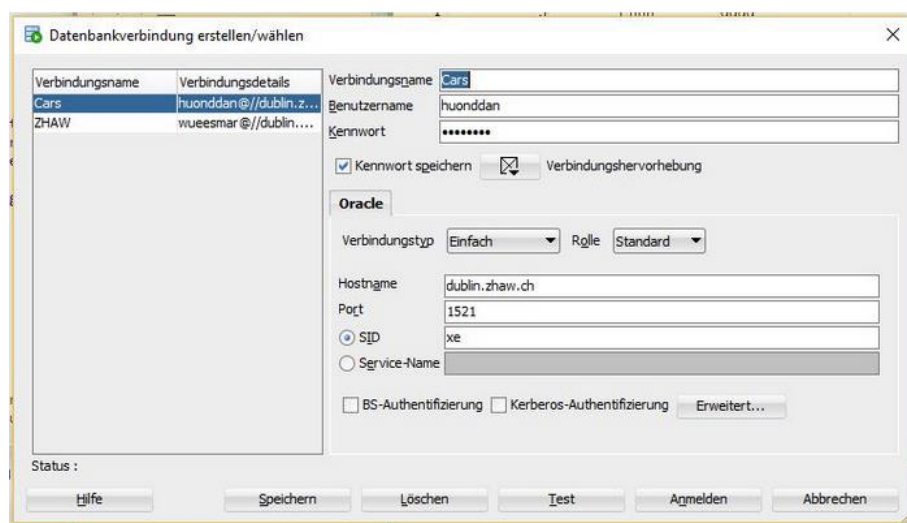 Datenbankverbindung erstellen/wählen
Verbindungsname Verbindungsdetails
Cars huonddan@//dublin.z...
ZHAW wueesmar@//dublin....
Verbindungsname Cars
Benutzername huonddan
Kennwort ••••••••
Kennwort speichern Verbindungshervorhebung
Oracle
Verbindungstyp Einfach Rolle Standard
Hostname dublin.zhaw.ch
Port 1521
SID xe
Service-Name
BS-Authentifizierung Kerberos-Authentifizierung Erweitert...
Status :
Hilfe Speichern Löschen Test Anmelden Abbrechen